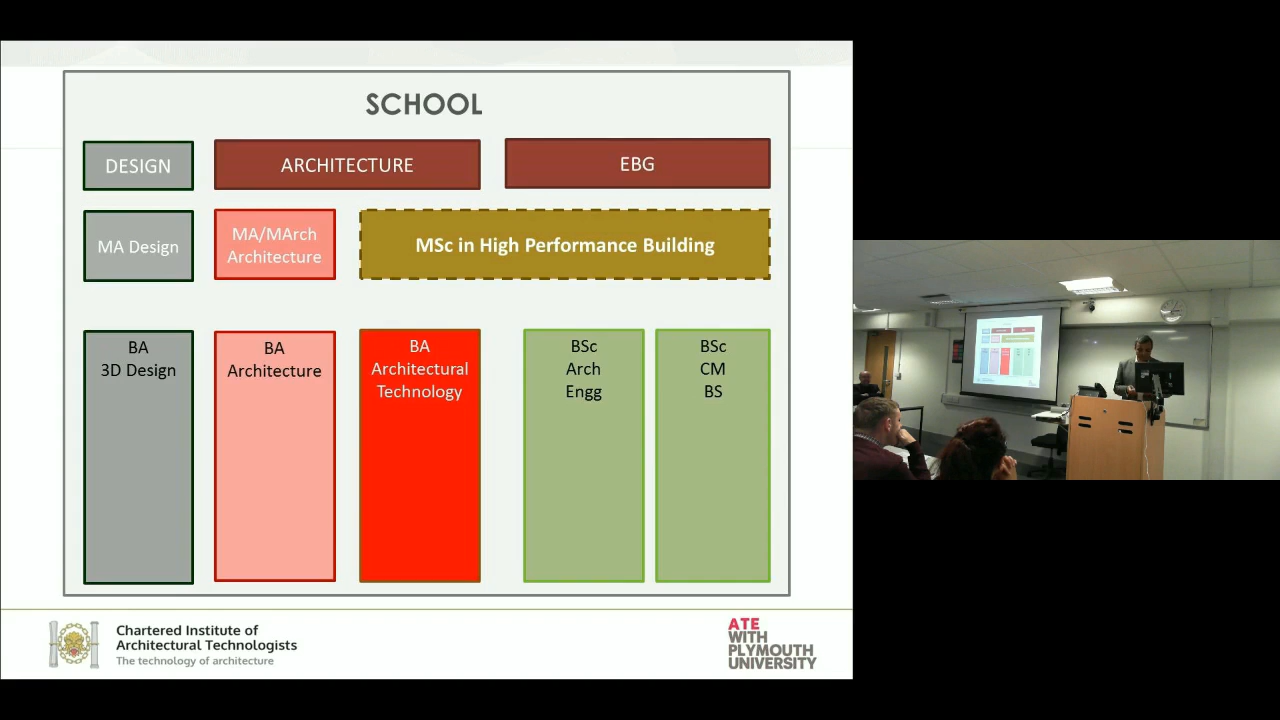 SCHOOL
DESIGN
ARCHITECTURE
EBG
MA Design
MA/MArch
Architecture
MSc in High Performance Building
BA
3D Design
BA
Architecture
BA
Architectural
Technology
BSc
Arch
Engg
BSc
CM
BS
Chartered Institute of
Architectural Technologists
The technology of architecture
ATE
WITH
PLYMOUTH
UNIVERSITY